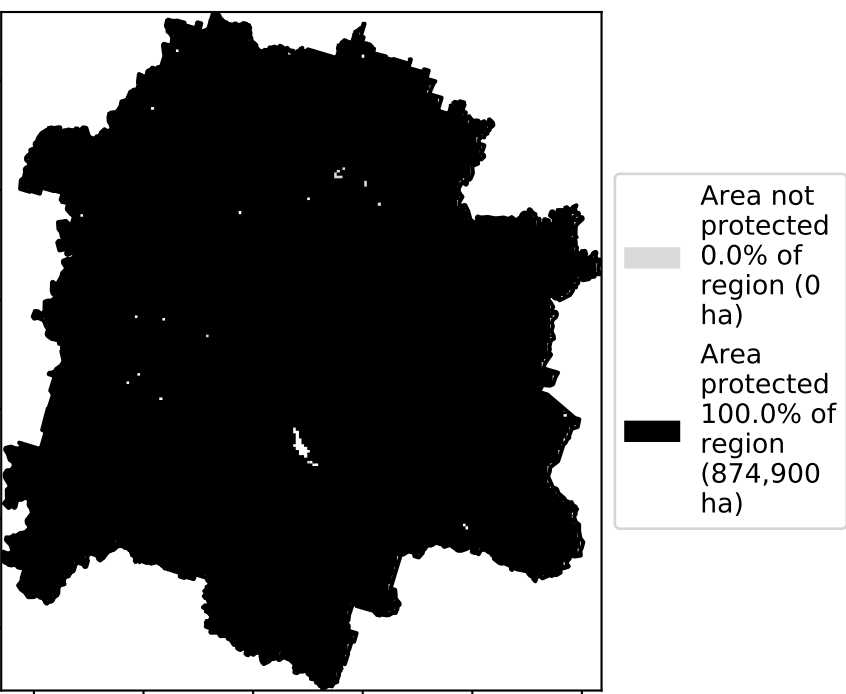 Area not
protected
0.0% of
region (0
ha)
Area
protected
100.0% of
region
(874,900
ha)